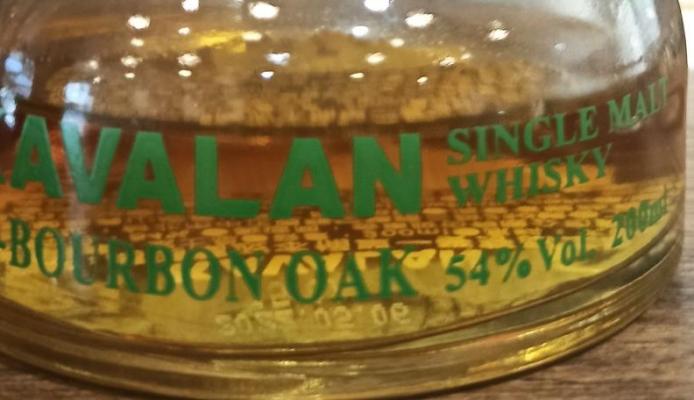 AVALAN SINGLE MALT
WHISKY
-BOURBON OAK 54% Vol. 200ml